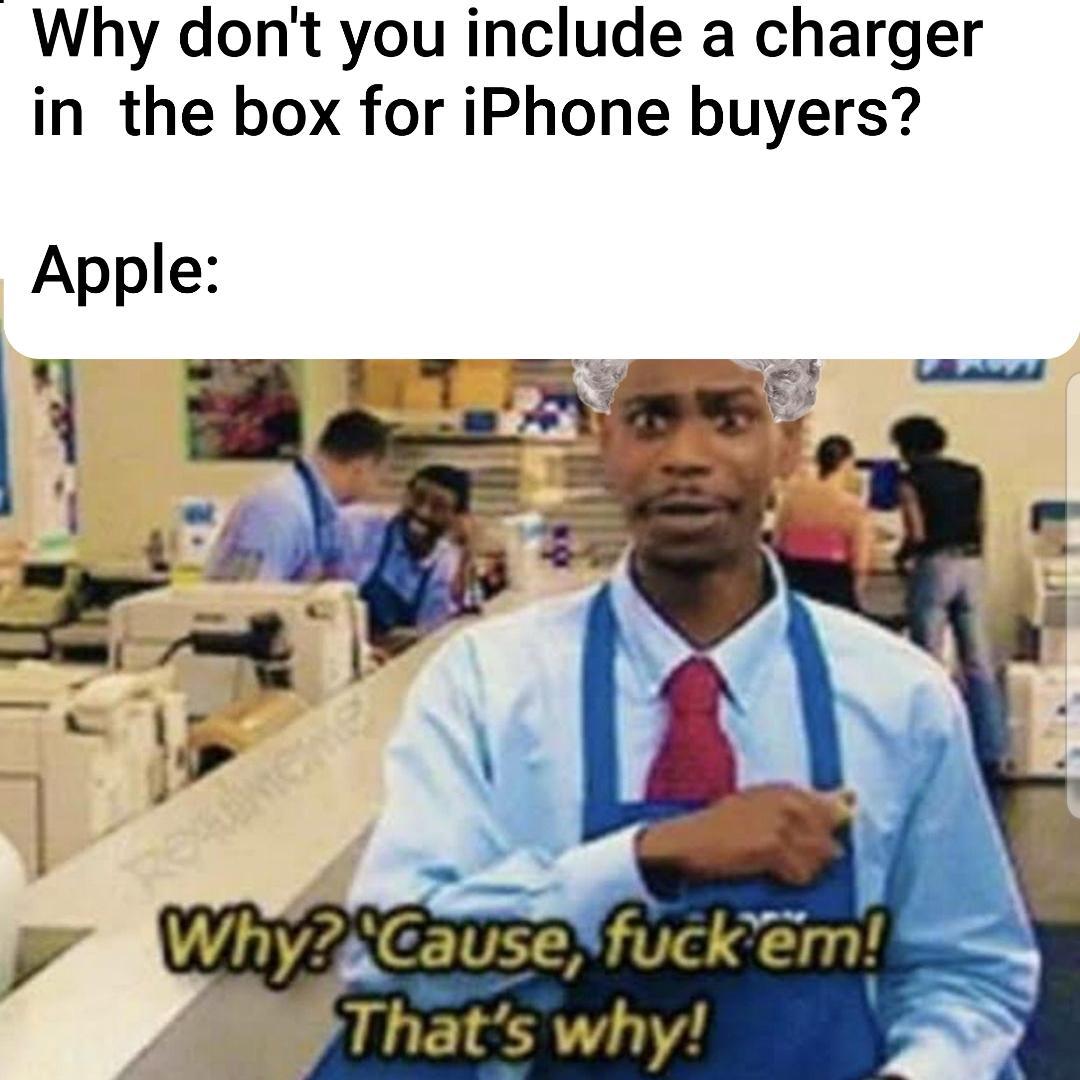 Why don't you include a charger
in the box for iPhone buyers?
Apple:
Why? 'Cause, fuck 'em!
That's why!